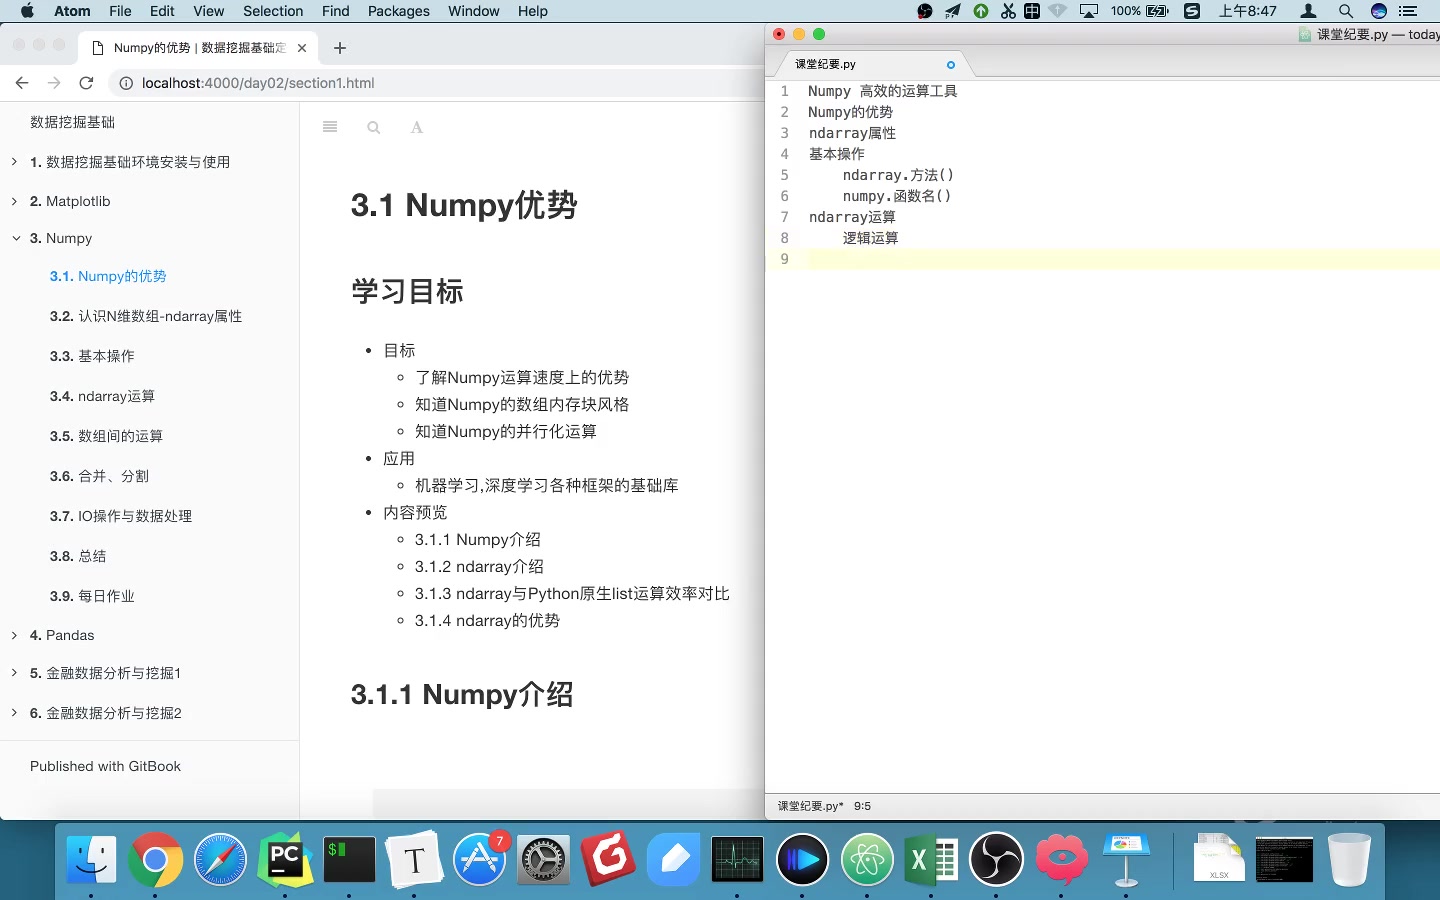 Atom File Edit View Selection Find Packages Window Help 100% 上午8:47
Numpy的优势 | 数据挖掘基础定
localhost:4000/day02/section1.html
数据挖掘基础
1. 数据挖掘基础环境安装与使用
2. Matplotlib
3. Numpy
3.1. Numpy的优势
3.2. 认识N维数组-ndarray属性
3.3. 基本操作
3.4. ndarray运算
3.5. 数组间的运算
3.6. 合并、分割
3.7. IO操作与数据处理
3.8. 总结
3.9. 每日作业
4. Pandas
5. 金融数据分析与挖掘1
6. 金融数据分析与挖掘2
Published with GitBook
A
3.1 Numpy优势
学习目标
目标
了解Numpy运算速度上的优势
知道Numpy的数组内存块风格
知道Numpy的并行化运算
应用
机器学习,深度学习各种框架的基础库
内容预览
3.1.1 Numpy介绍
3.1.2 ndarray介绍
3.1.3 ndarray与Python原生list运算效率对比
3.1.4 ndarray的优势
3.1.1 Numpy介绍
课堂纪要.py — today
课堂纪要.py
1 Numpy 高效的运算工具
2 Numpy的优势
3 ndarray属性
4 基本操作
5 ndarray.方法()
6 numpy.函数名()
7 ndarray运算
8 逻辑运算
9
课堂纪要.py* 9:5
PC
$
T
7
X
XLSX